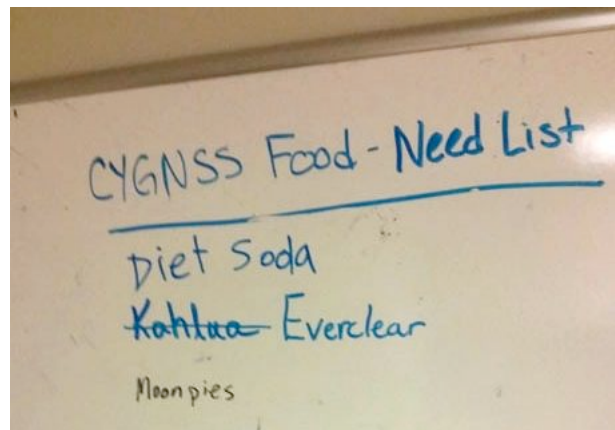 CYGNSS Food - Need List
Diet Soda
Kahlua Everclear
Moonpies